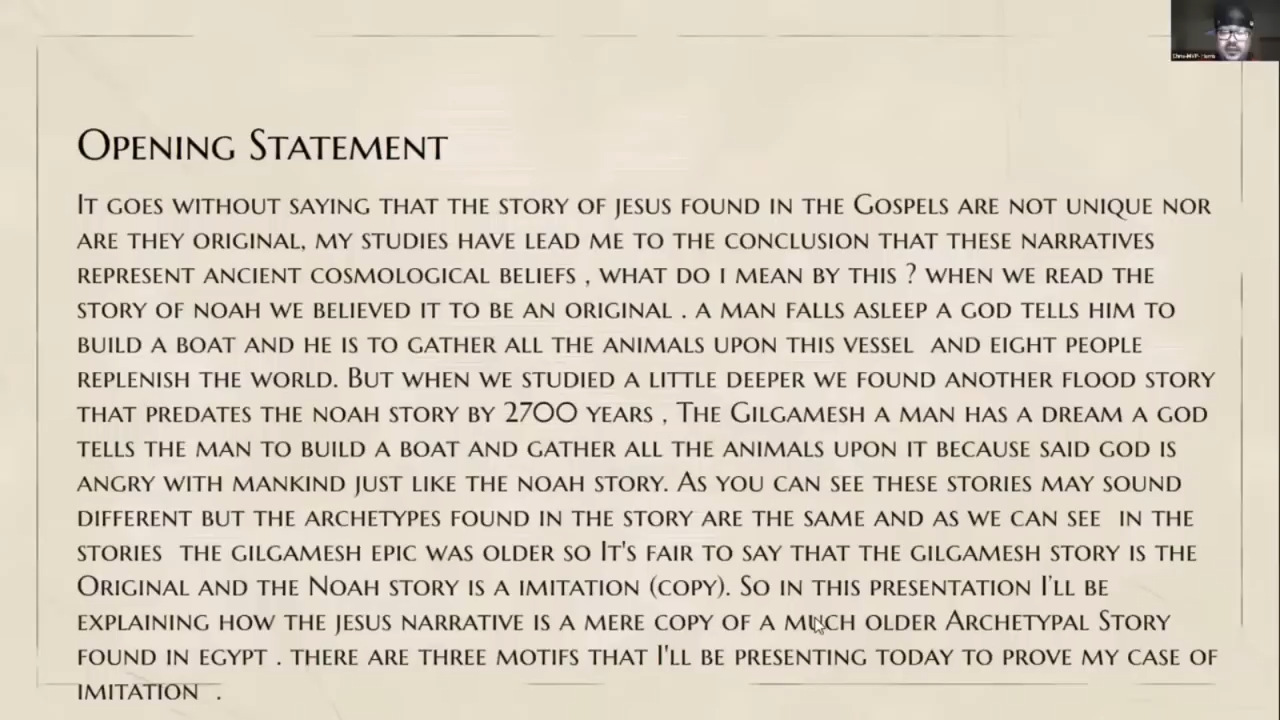 Opening Statement
It goes without saying that the story of jesus found in the Gospels are not unique nor
are they original, my studies have lead me to the conclusion that these narratives
represent ancient cosmological beliefs , what do i mean by this ? when we read the
story of noah we believed it to be an original . a man falls asleep a god tells him to
build a boat and he is to gather all the animals upon this vessel and eight people
replenish the world. But when we studied a little deeper we found another flood story
that predates the noah story by 2700 years , The Gilgamesh a man has a dream a god
tells the man to build a boat and gather all the animals upon it because said god is
angry with mankind just like the noah story. As you can see these stories may sound
different but the archetypes found in the story are the same and as we can see in the
stories the gilgamesh epic was older so It's fair to say that the gilgamesh story is the
Original and the Noah story is a imitation (copy). So in this presentation I'll be
explaining how the jesus narrative is a mere copy of a much older Archetypal Story
found in egypt . there are three motifs that I'll be presenting today to prove my case of
imitation .